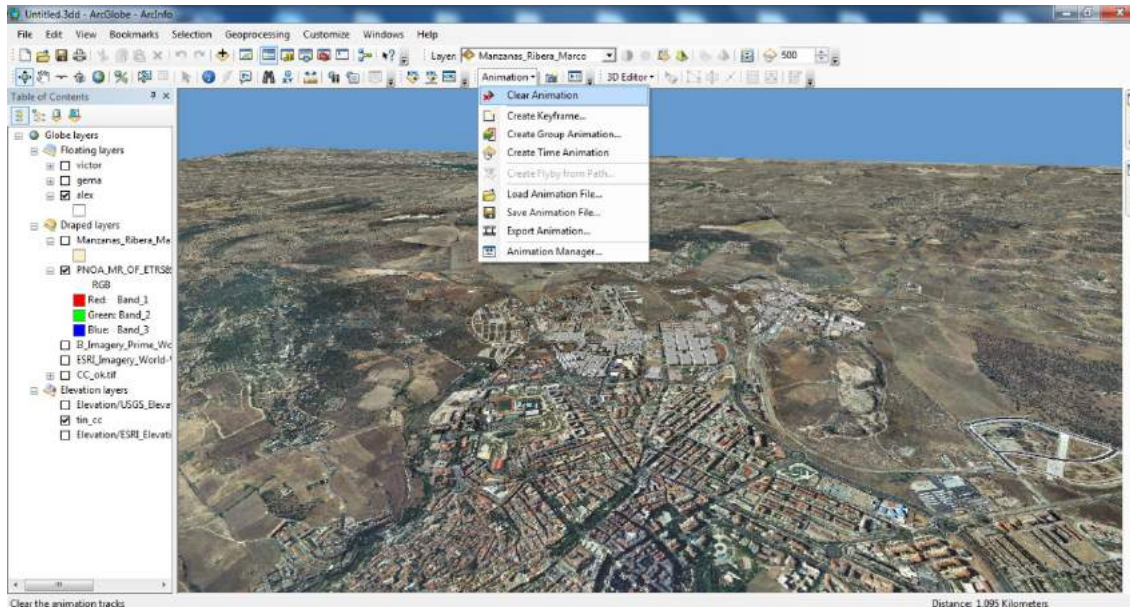 Untitled.3dd - ArcGlobe - ArcInfo
File Edit View Bookmarks Selection Geoprocessing Customize Windows Help
Layer: Manzanas_Ribera_Marco 500
Animation 3D Editor
Table of Contents
Globe layers
Floating layers
victor
gema
alex
Draped layers
Manzanas_Ribera_Ma
PNOA_MR_OF_ETRS8
RGB
Red: Band_1
Green: Band_2
Blue: Band_3
B_Imagery_Prime_Wo
ESRI_Imagery_World-
CC_ok.tif
Elevation layers
Elevation/USGS_Eleva
tin_cc
Elevation/ESRI_Elevati
Clear Animation
Create Keyframe...
Create Group Animation...
Create Time Animation
Create Flyby from Path...
Load Animation File...
Save Animation File...
Export Animation...
Animation Manager...
Clear the animation tracks
Distance: 1.095 Kilometers